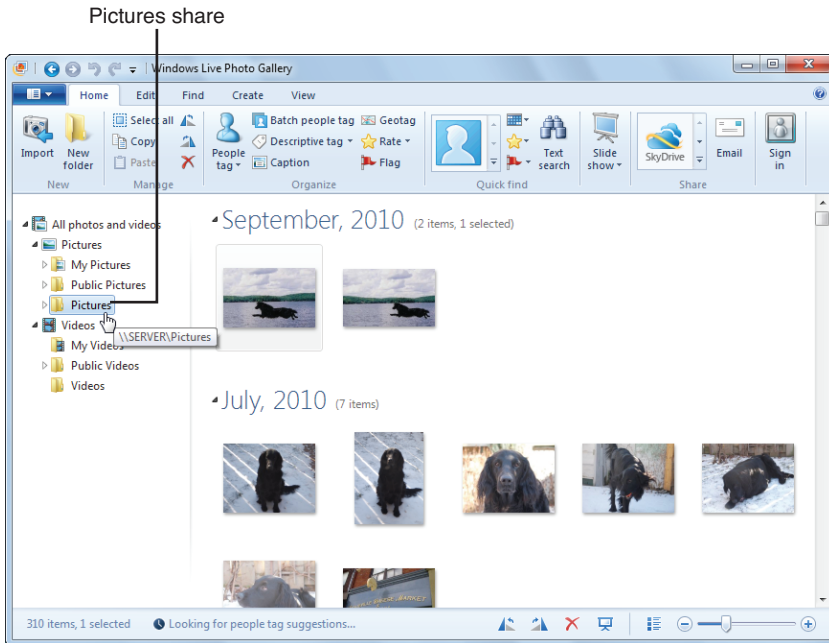 Pictures share
Windows Live Photo Gallery
Home Edit Find Create View
Import
New folder
New
Select all
Copy
Paste
Manage
People tag
Batch people tag
Descriptive tag
Caption
Geotag
Rate
Flag
Organize
Text search
Quick find
Slide show
SkyDrive
Email
Share
Sign in
All photos and videos
Pictures
My Pictures
Public Pictures
Pictures
\\SERVER\Pictures
Videos
My Videos
Public Videos
Videos
September, 2010 (2 items, 1 selected)
July, 2010 (7 items)
310 items, 1 selected
Looking for people tag suggestions...